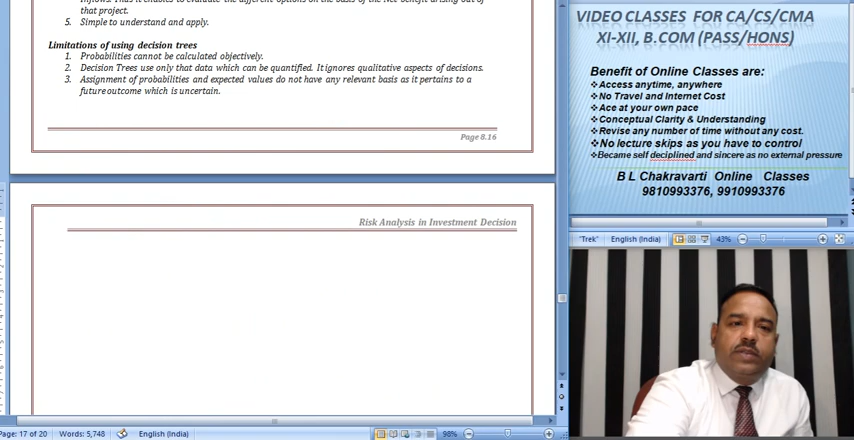 that project.
5. Simple to understand and apply.
Limitations of using decision trees
1. Probabilities cannot be calculated objectively.
2. Decision Trees use only that data which can be quantified. It ignores qualitative aspects of decisions.
3. Assignment of probabilities and expected values do not have any relevant basis as it pertains to a
future outcome which is uncertain.
Page 8.16
Risk Analysis in Investment Decision
Page: 17 of 20
Words: 5,748
English (India)
98%
VIDEO CLASSES FOR CA/CS/CMA
XI-XII, B.COM (PASS/HONS)
Benefit of Online Classes are:
❖Access anytime, anywhere
❖No Travel and Internet Cost
❖Ace at your own pace
❖Conceptual Clarity & Understanding
❖Revise any number of time without any cost.
❖No lecture skips as you have to control
❖Became self deciplined and sincere as no external pressure
B L Chakravarti Online Classes
9810993376, 9910993376
"Trek"
English (India)
43%